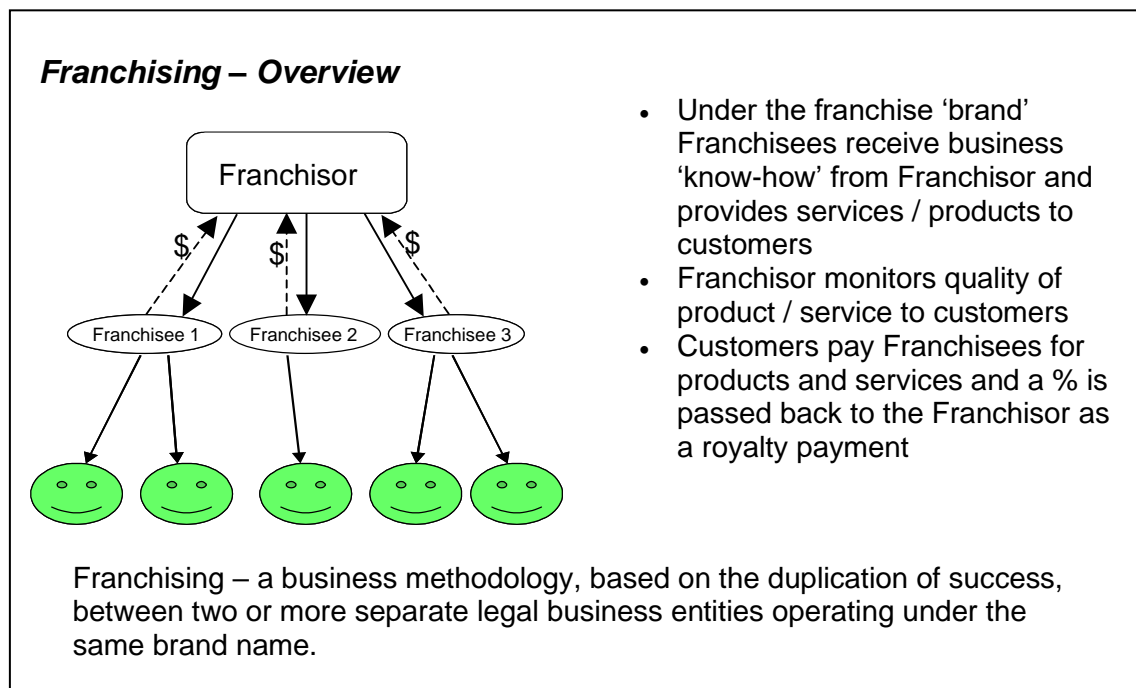 Franchising – Overview
Franchisor
$
$
$
Franchisee 1
Franchisee 2
Franchisee 3
• Under the franchise ‘brand’
Franchisees receive business
‘know-how’ from Franchisor and
provides services / products to
customers
• Franchisor monitors quality of
product / service to customers
• Customers pay Franchisees for
products and services and a % is
passed back to the Franchisor as
a royalty payment
Franchising – a business methodology, based on the duplication of success,
between two or more separate legal business entities operating under the
same brand name.